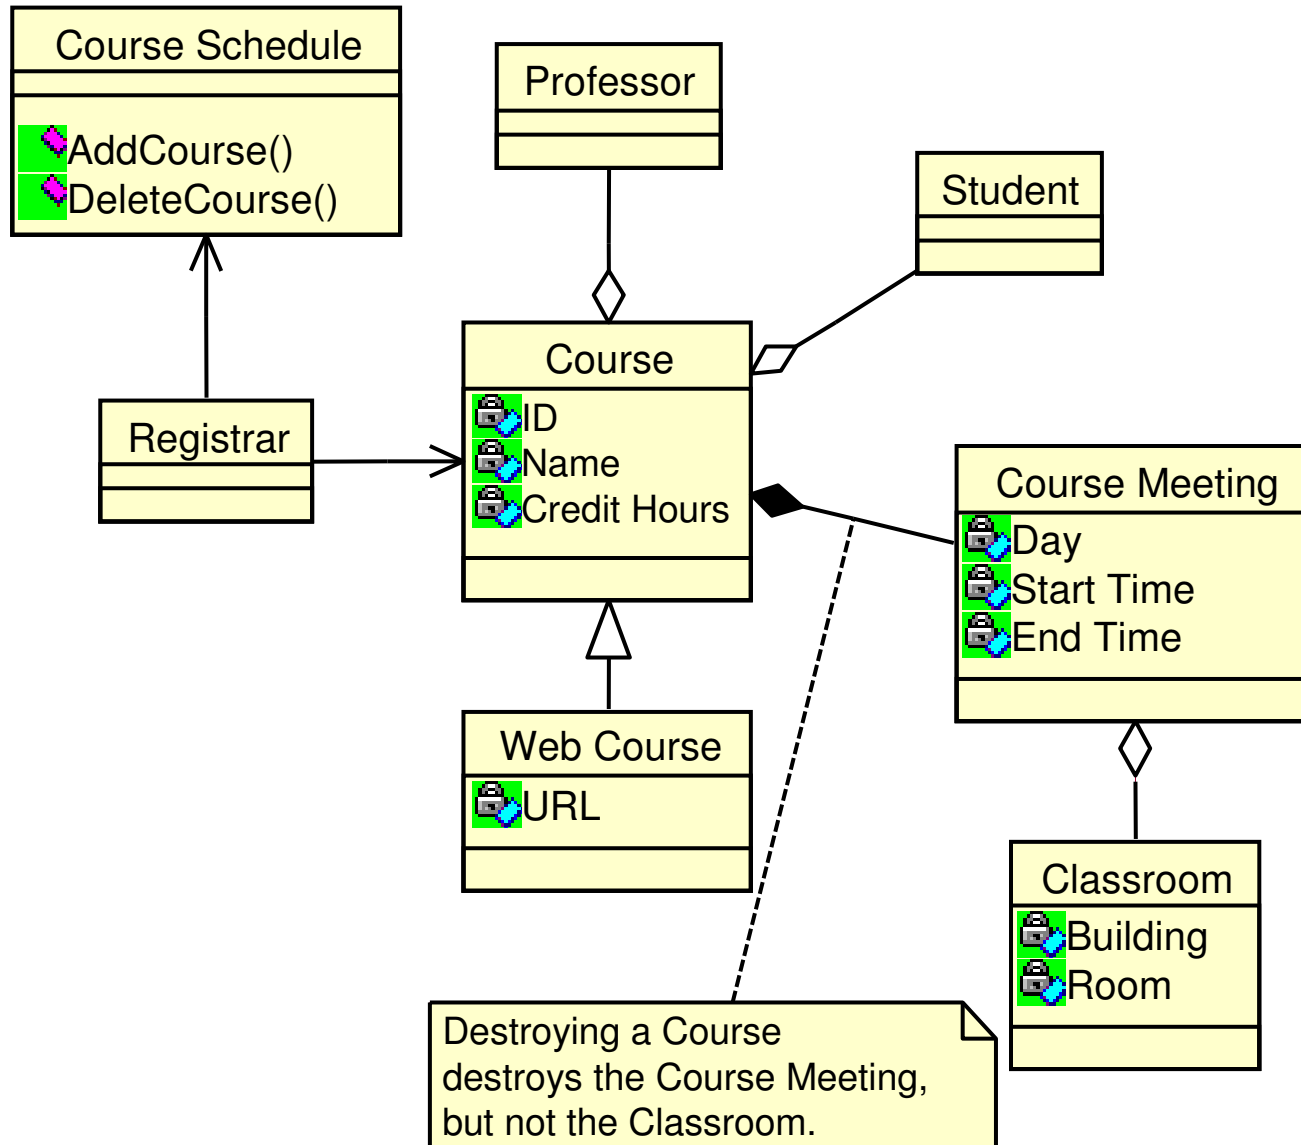 Course Schedule
AddCourse()
DeleteCourse()
Professor
Student
Registrar
Course
ID
Name
Credit Hours
Course Meeting
Day
Start Time
End Time
Web Course
URL
Classroom
Building
Room
Destroying a Course
destroys the Course Meeting,
but not the Classroom.